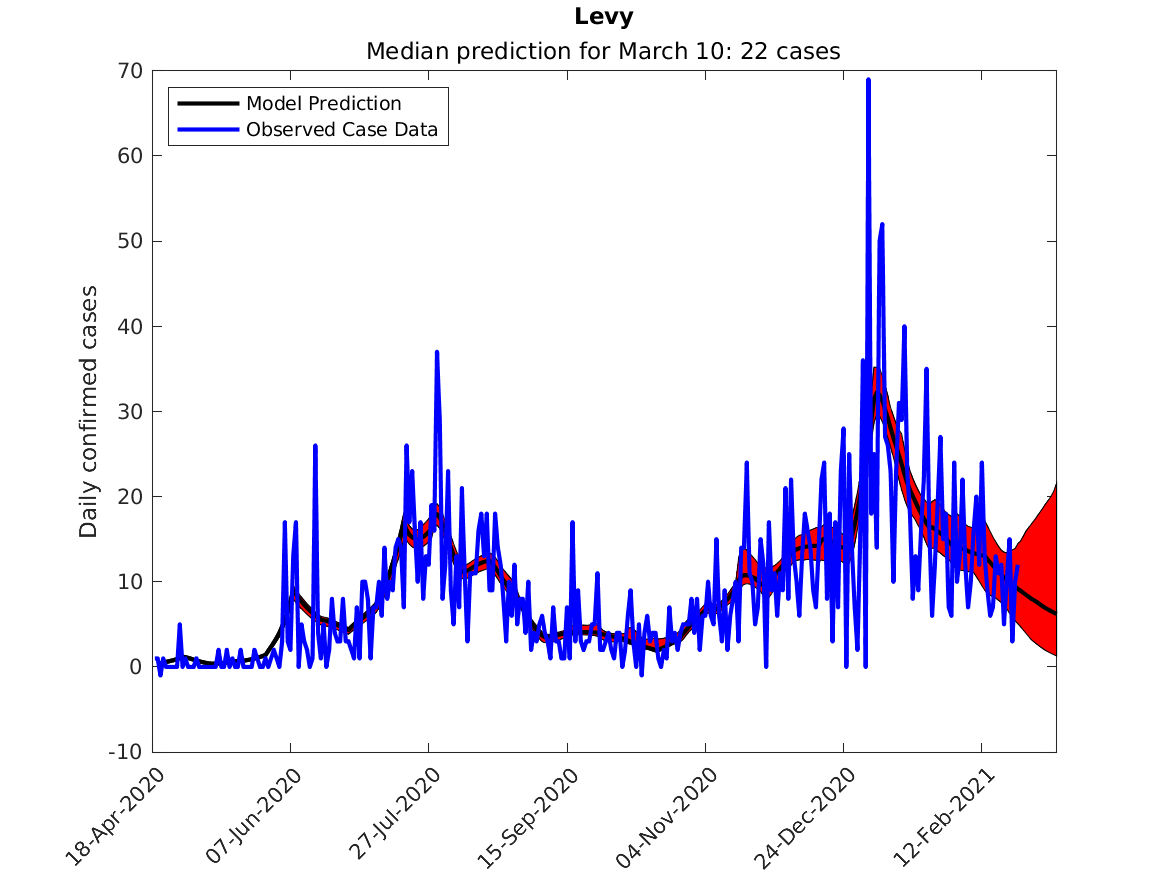 Levy
Median prediction for March 10: 22 cases
Model Prediction
Observed Case Data
Daily confirmed cases
70
60
50
40
30
20
10
0
-10
18-Apr-2020
07-Jun-2020
27-Jul-2020
15-Sep-2020
04-Nov-2020
24-Dec-2020
12-Feb-2021